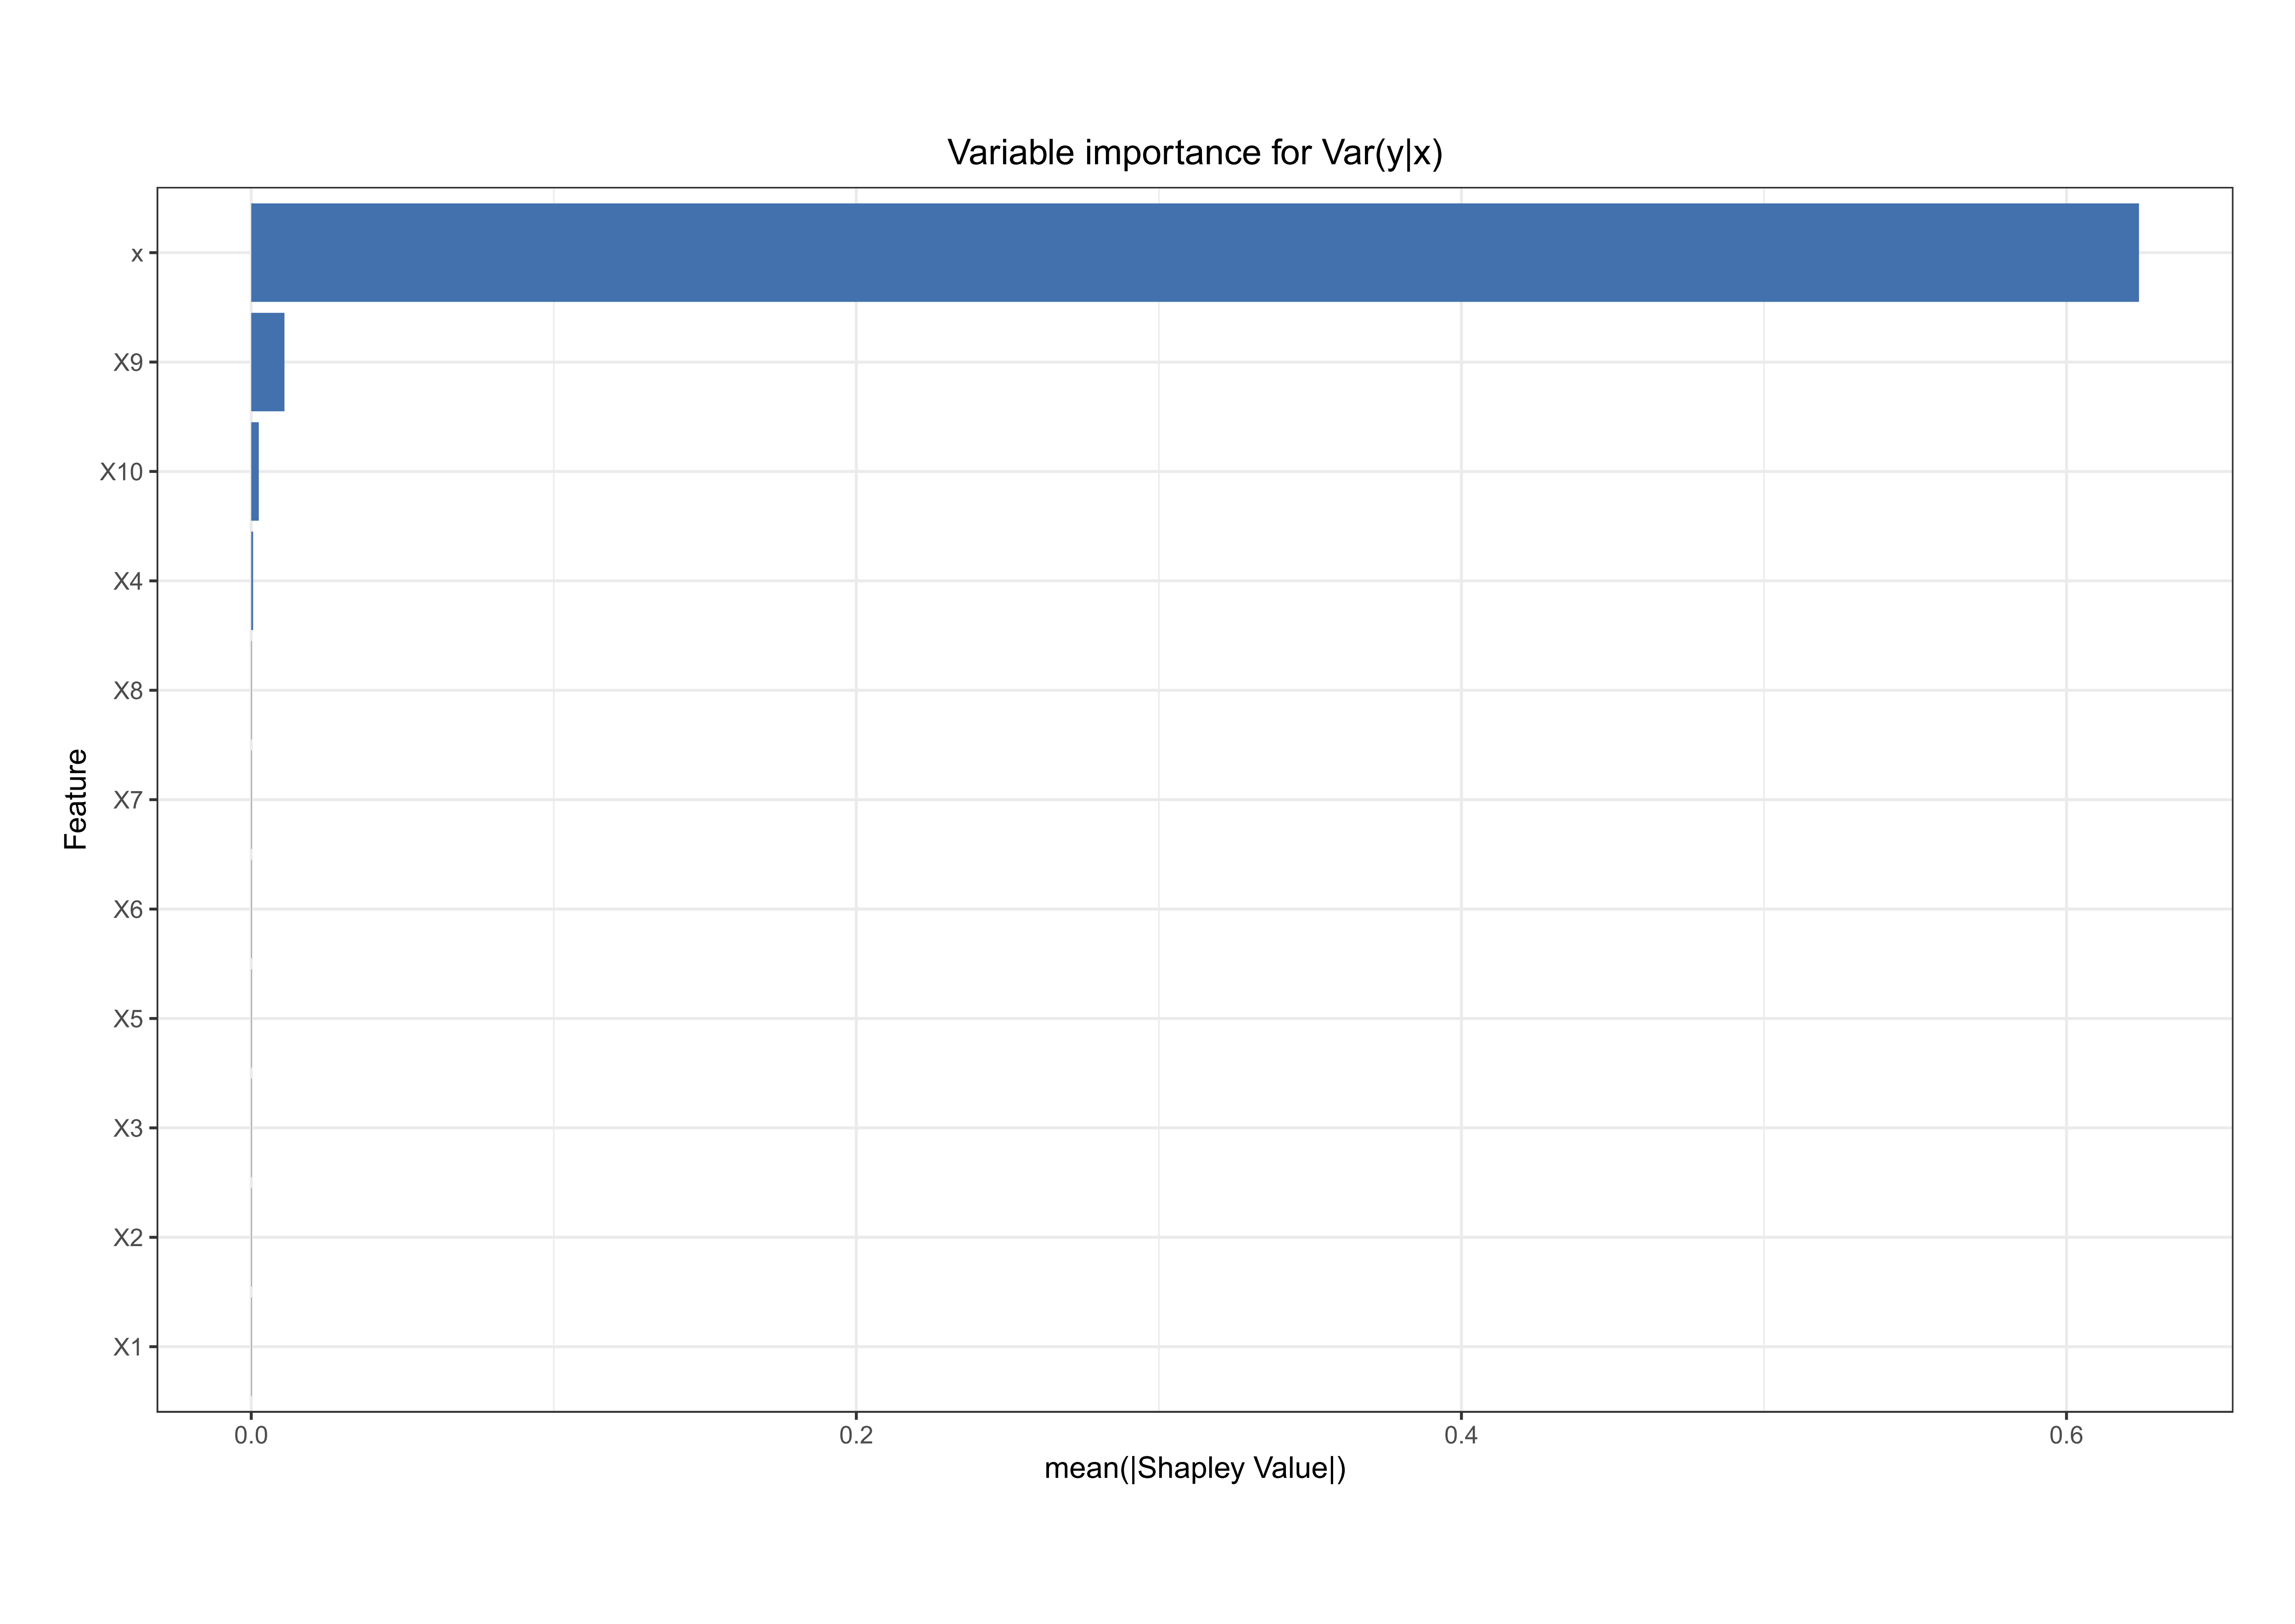 Variable importance for Var(y|x)
Feature
x
X9
X10
X4
X8
X7
X6
X5
X3
X2
X1
0.0 0.2 0.4 0.6
mean(|Shapley Value|)